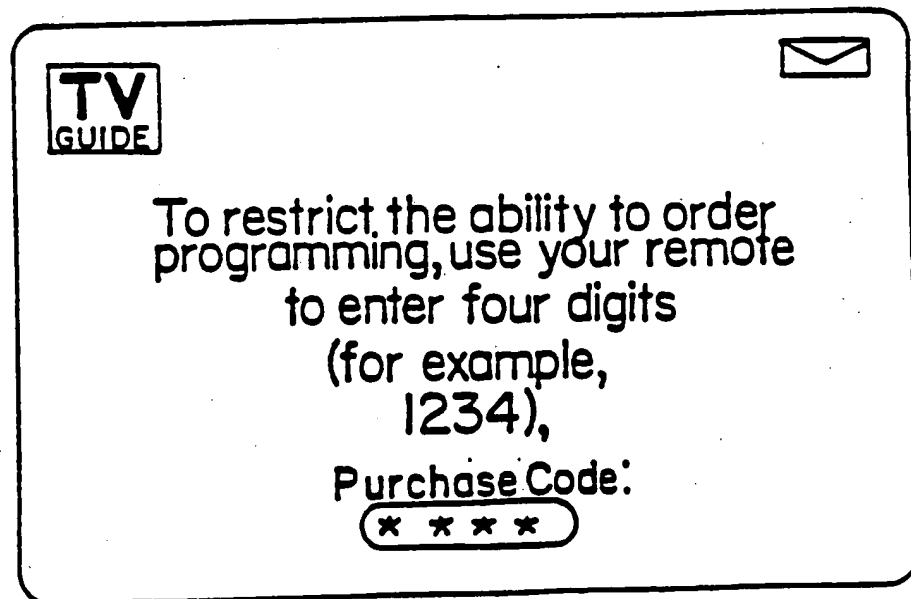 TV
GUIDE
To restrict the ability to order
programming, use your remote
to enter four digits
(for example,
1234),
Purchase Code:
* * * *